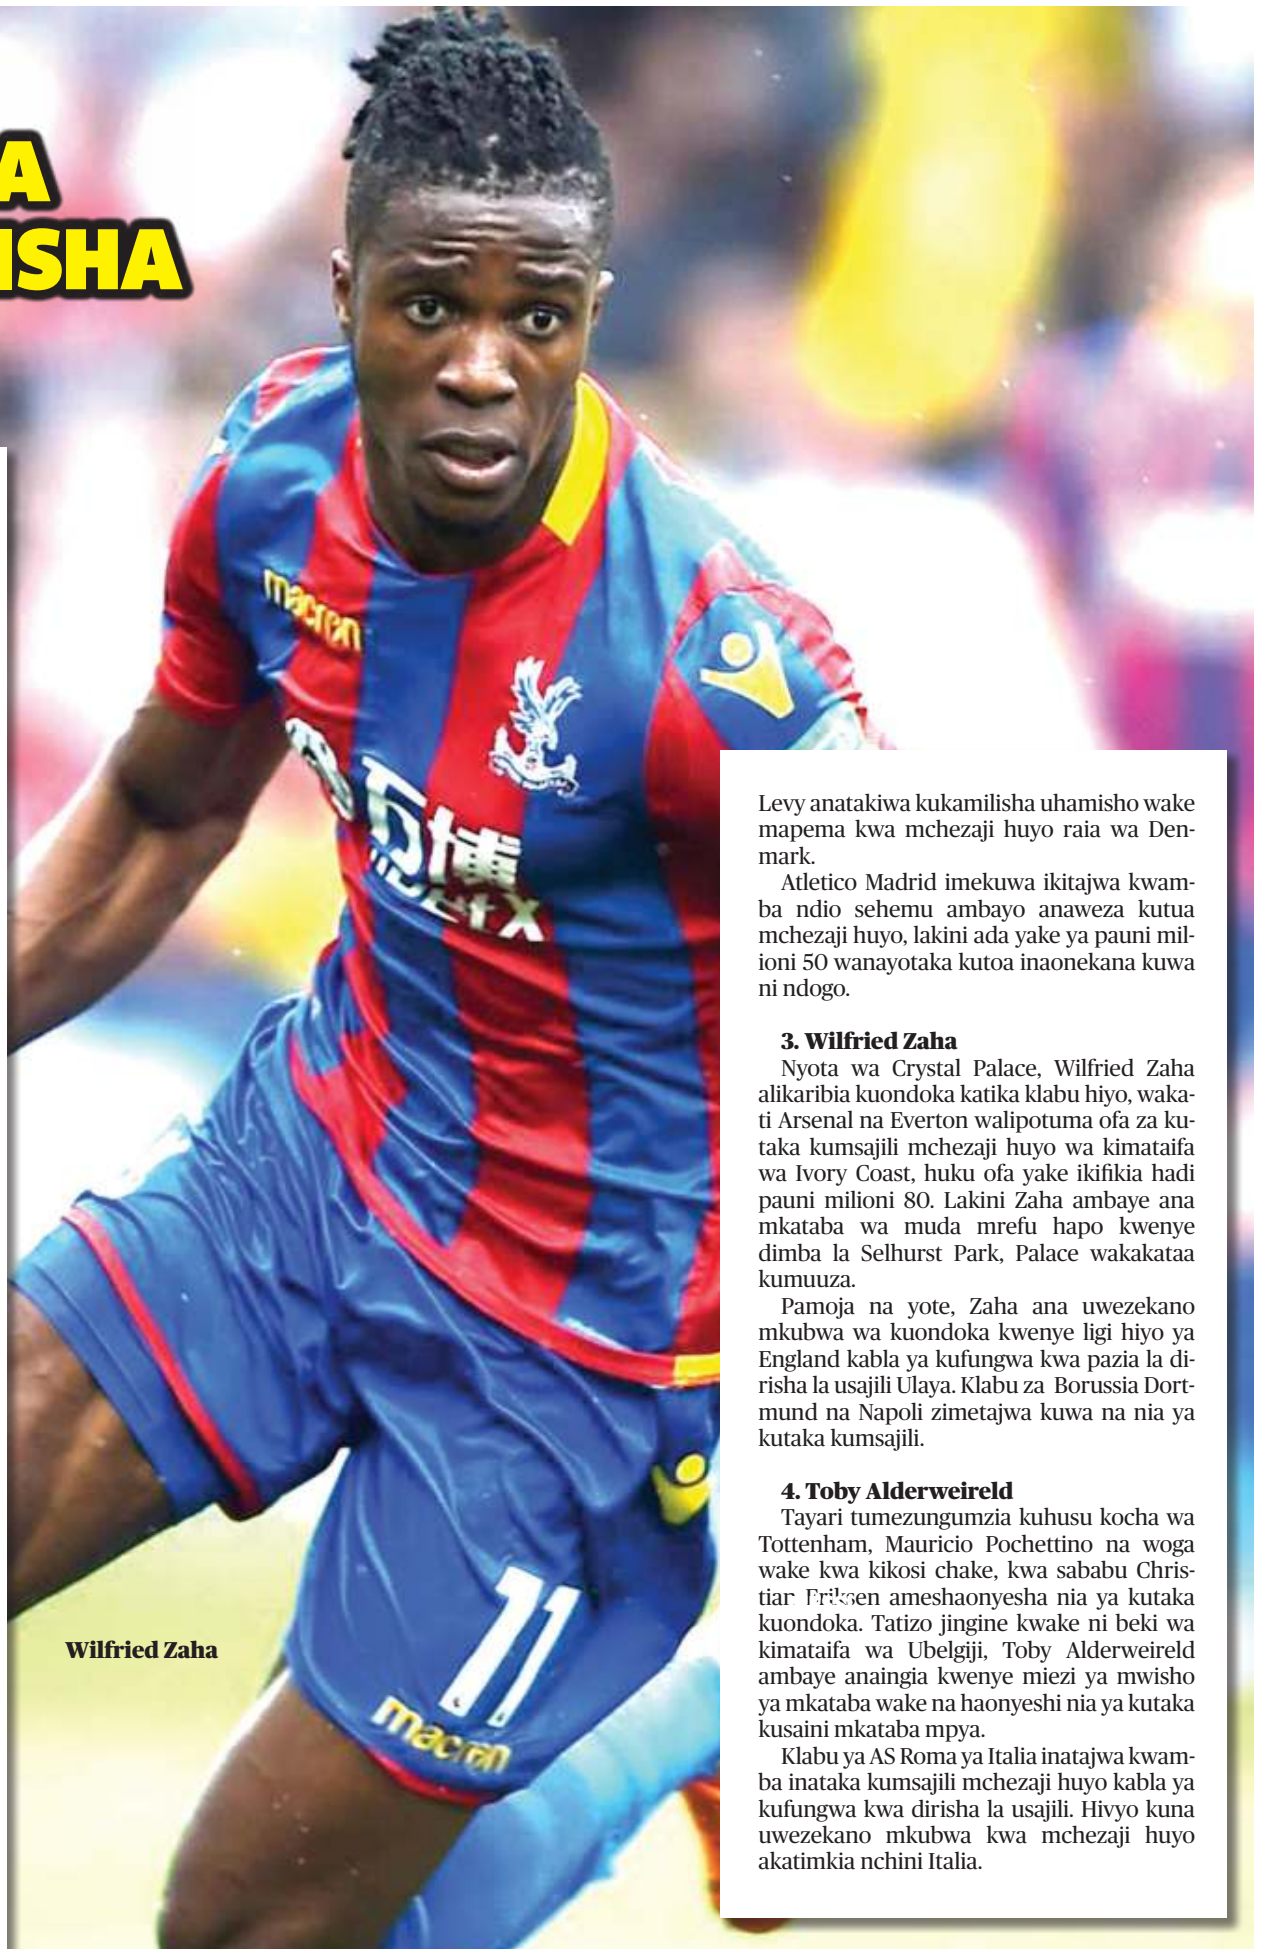 A
ISHA
macron
万博
11
macron
Wilfried Zaha
Levy anatakiwa kukamilisha uhamisho wake
mapema kwa mchezaji huyo raia wa Den-
mark.
Atletico Madrid imekuwa ikitajwa kwam-
ba ndio sehemu ambayo anaweza kutua
mchezaji huyo, lakini ada yake ya pauni mil-
ioni 50 wanayotaka kutoa inaonekana kuwa
ni ndogo.
3. Wilfried Zaha
Nyota wa Crystal Palace, Wilfried Zaha
alikaribia kuondoka katika klabu hiyo, waka-
ti Arsenal na Everton walipotuma ofa za ku-
taka kumsajili mchezaji huyo wa kimataifa
wa Ivory Coast, huku ofa yake ikifikia hadi
pauni milioni 80. Lakini Zaha ambaye ana
mkataba wa muda mrefu hapo kwenye
dimba la Selhurst Park, Palace wakakataa
kumuuza.
Pamoja na yote, Zaha ana uwezekano
mkubwa wa kuondoka kwenye ligi hiyo ya
England kabla ya kufungwa kwa pazia la di-
risha la usajili Ulaya. Klabu za Borussia Dort-
mund na Napoli zimetajwa kuwa na nia ya
kutaka kumsajili.
4. Toby Alderweireld
Tayari tumezungumzia kuhusu kocha wa
Tottenham, Mauricio Pochettino na woga
wake kwa kikosi chake, kwa sababu Chris-
tian Eriksen ameshaonyesha nia ya kutaka
kuondoka. Tatizo jingine kwake ni beki wa
kimataifa wa Ubelgiji, Toby Alderweireld
ambaye anaingia kwenye miezi ya mwisho
ya mkataba wake na haonyeshi nia ya kutaka
kusaini mkataba mpya.
Klabu ya AS Roma ya Italia inatajwa kwam-
ba inataka kumsajili mchezaji huyo kabla ya
kufungwa kwa dirisha la usajili. Hivyo kuna
uwezekano mkubwa kwa mchezaji huyo
akatimkia nchini Italia.